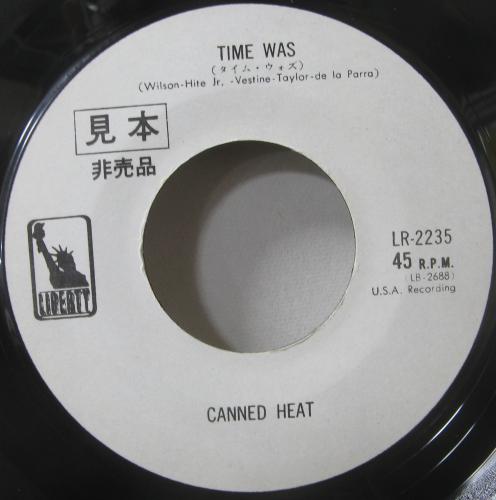 TIME WAS
(タイム・ウォズ)
(Wilson-Hite Jr, -Vestine-Taylor-de la Parra)
見本
非売品
LIBERTY
LR-2235
45 R.P.M.
(LB-2688)
U.S.A. Recording
CANNED HEAT